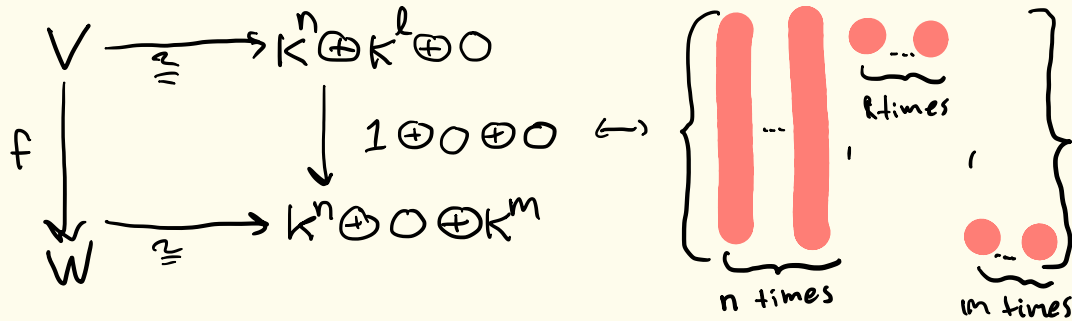 V ≅ K^n ⊕ K^l ⊕ 0
f 1 ⊕ 0 ⊕ 0 ↔ { ... , ... , ... }
l times
W ≅ K^n ⊕ 0 ⊕ K^m
n times
m times